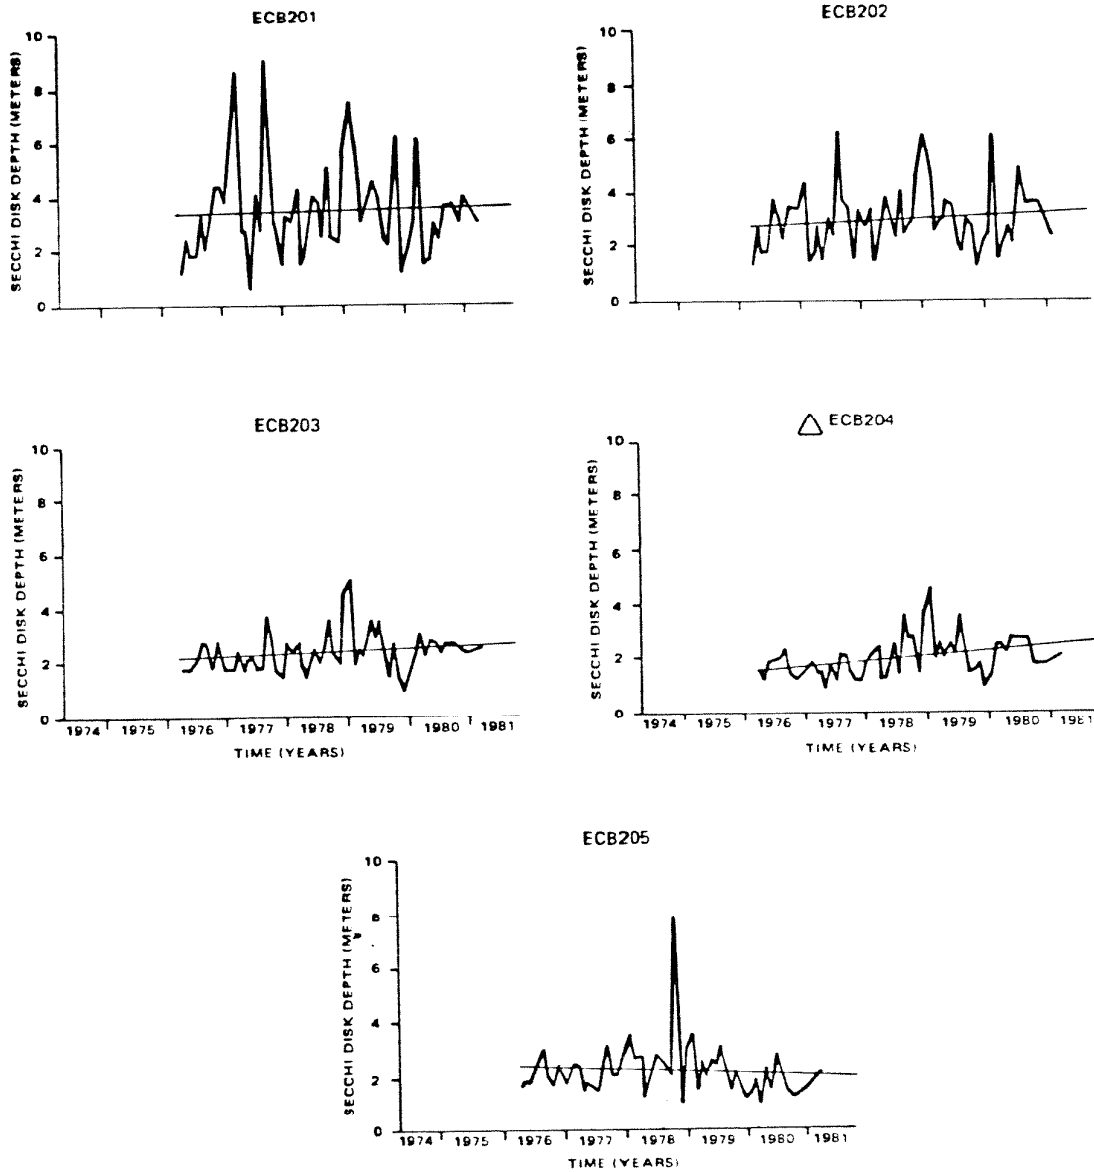 ECB201
SECCHI DISK DEPTH (METERS)
10
8
6
4
2
0
ECB202
SECCHI DISK DEPTH (METERS)
10
8
6
4
2
0
ECB203
SECCHI DISK DEPTH (METERS)
10
8
6
4
2
0
1974 1975 1976 1977 1978 1979 1980 1981
TIME (YEARS)
ECB204
SECCHI DISK DEPTH (METERS)
10
8
6
4
2
0
1974 1975 1976 1977 1978 1979 1980 1981
TIME (YEARS)
ECB205
SECCHI DISK DEPTH (METERS)
10
8
6
4
2
0
1974 1975 1976 1977 1978 1979 1980 1981
TIME (YEARS)